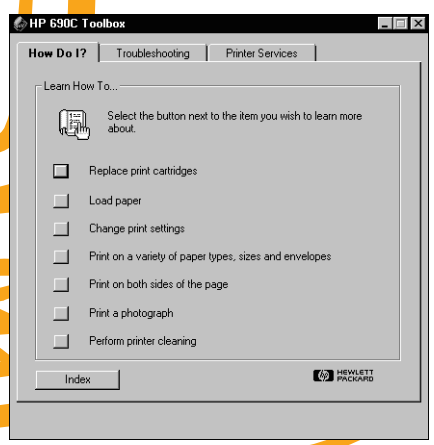 HP 690C Toolbox
How Do I? Troubleshooting Printer Services
Learn How To...
Select the button next to the item you wish to learn more
about.
Replace print cartridges
Load paper
Change print settings
Print on a variety of paper types, sizes and envelopes
Print on both sides of the page
Print a photograph
Perform printer cleaning
Index
hp HEWLETT
PACKARD